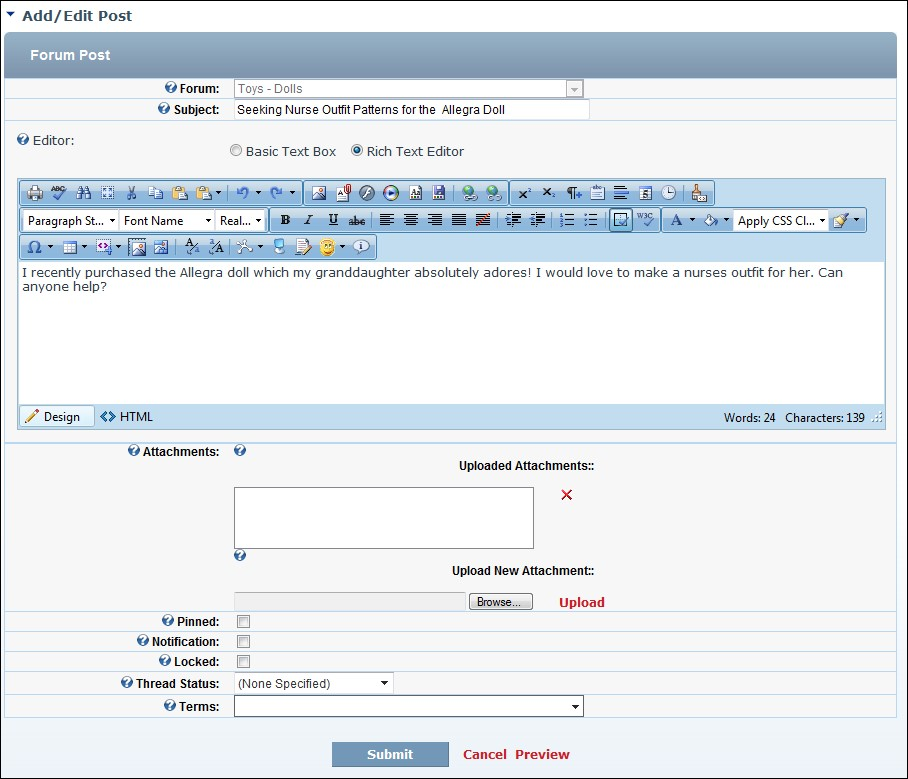 Add/Edit Post
Forum Post
Forum: Toys - Dolls
Subject: Seeking Nurse Outfit Patterns for the  Allegra Doll
Editor:
Basic Text Box Rich Text Editor
ABC
Paragraph St... Font Name Real... B I U abc W3C A Apply CSS Cl...
I recently purchased the Allegra doll which my granddaughter absolutely adores! I would love to make a nurses outfit for her. Can
anyone help?
Design HTML Words: 24 Characters: 139
Attachments:
Uploaded Attachments::
Upload New Attachment::
Browse... Upload
Pinned:
Notification:
Locked:
Thread Status: (None Specified)
Terms:
Submit Cancel Preview